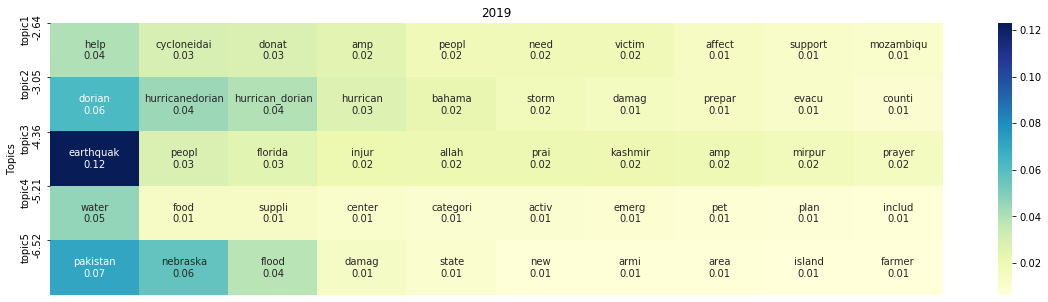 2019
Topics
topic1
-2.64
help cycloneidai donat amp peopl need victim affect support mozambiqu
0.04 0.03 0.03 0.02 0.02 0.02 0.02 0.01 0.01 0.01
topic2
-3.05
dorian hurricanedorian hurrican_dorian hurrican bahama storm damag prepar evacu counti
0.06 0.04 0.04 0.03 0.02 0.02 0.01 0.01 0.01 0.01
topic3
-4.36
earthquak peopl florida injur allah prai kashmir amp mirpur prayer
0.12 0.03 0.03 0.02 0.02 0.02 0.02 0.02 0.02 0.02
topic4
-5.21
water food suppli center categori activ emerg pet plan includ
0.05 0.01 0.01 0.01 0.01 0.01 0.01 0.01 0.01 0.01
topic5
-6.52
pakistan nebraska flood damag state new armi area island farmer
0.07 0.06 0.04 0.01 0.01 0.01 0.01 0.01 0.01 0.01
0.12
0.10
0.08
0.06
0.04
0.02